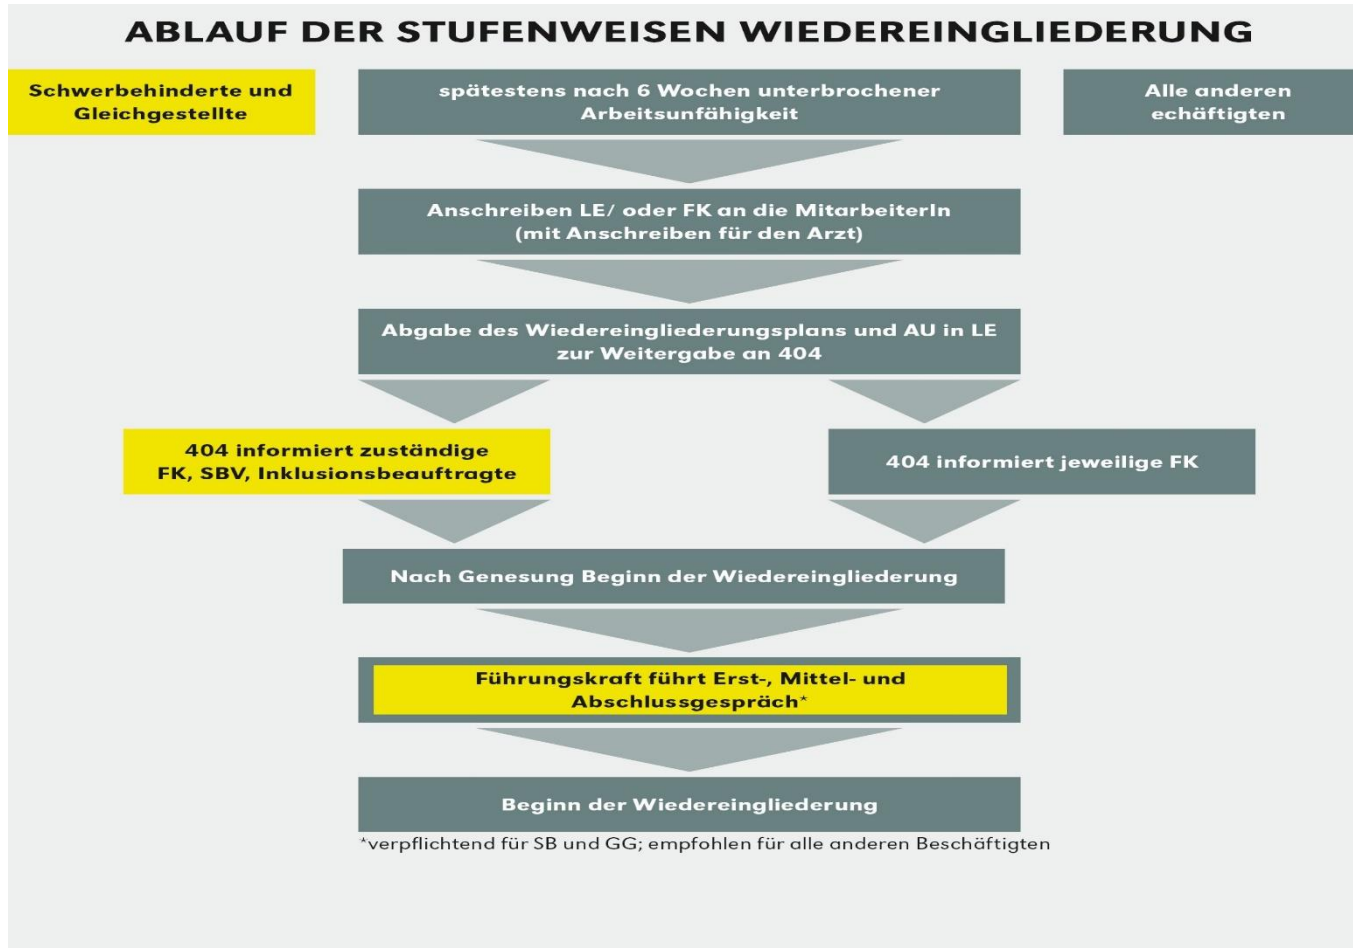 ABLAUF DER STUFENWEISEN WIEDEREINGLIEDERUNG
Schwerbehinderte und
Gleichgestellte
spätestens nach 6 Wochen unterbrochener
Arbeitsunfähigkeit
Alle anderen
echäftigten
Anschreiben LE/ oder FK an die MitarbeiterIn
(mit Anschreiben für den Arzt)
Abgabe des Wiedereingliederungsplans und AU in LE
zur Weitergabe an 404
404 informiert zuständige
FK, SBV, Inklusionsbeauftragte
404 informiert jeweilige FK
Nach Genesung Beginn der Wiedereingliederung
Führungskraft führt Erst-, Mittel- und
Abschlussgespräch*
Beginn der Wiedereingliederung
*verpflichtend für SB und GG; empfohlen für alle anderen Beschäftigten